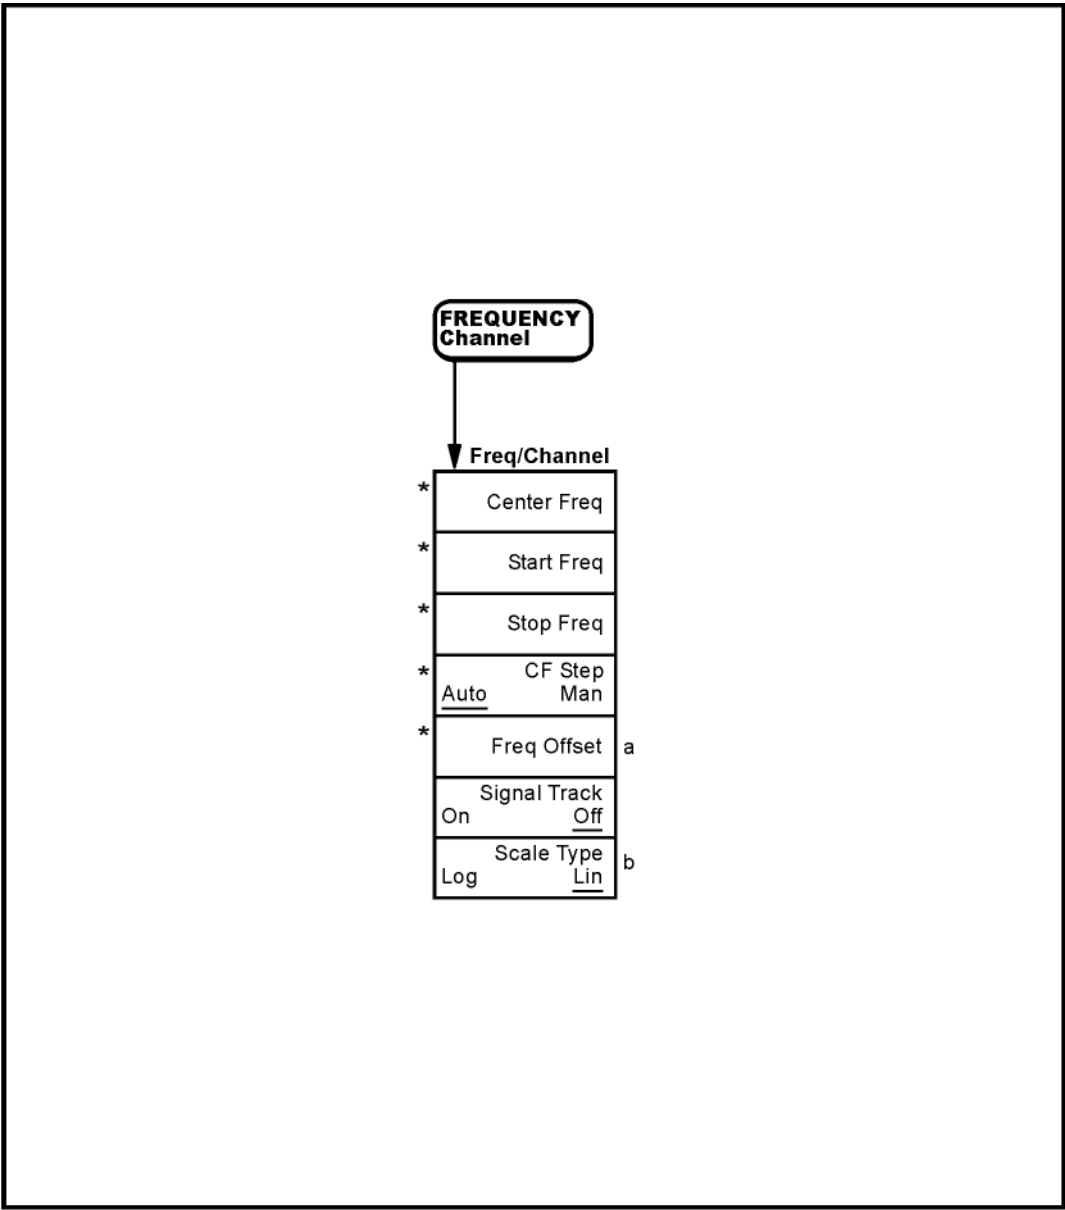 FREQUENCY
Channel
Freq/Channel
* Center Freq
* Start Freq
* Stop Freq
* CF Step
Auto Man
* Freq Offset a
Signal Track
On Off
Scale Type b
Log Lin